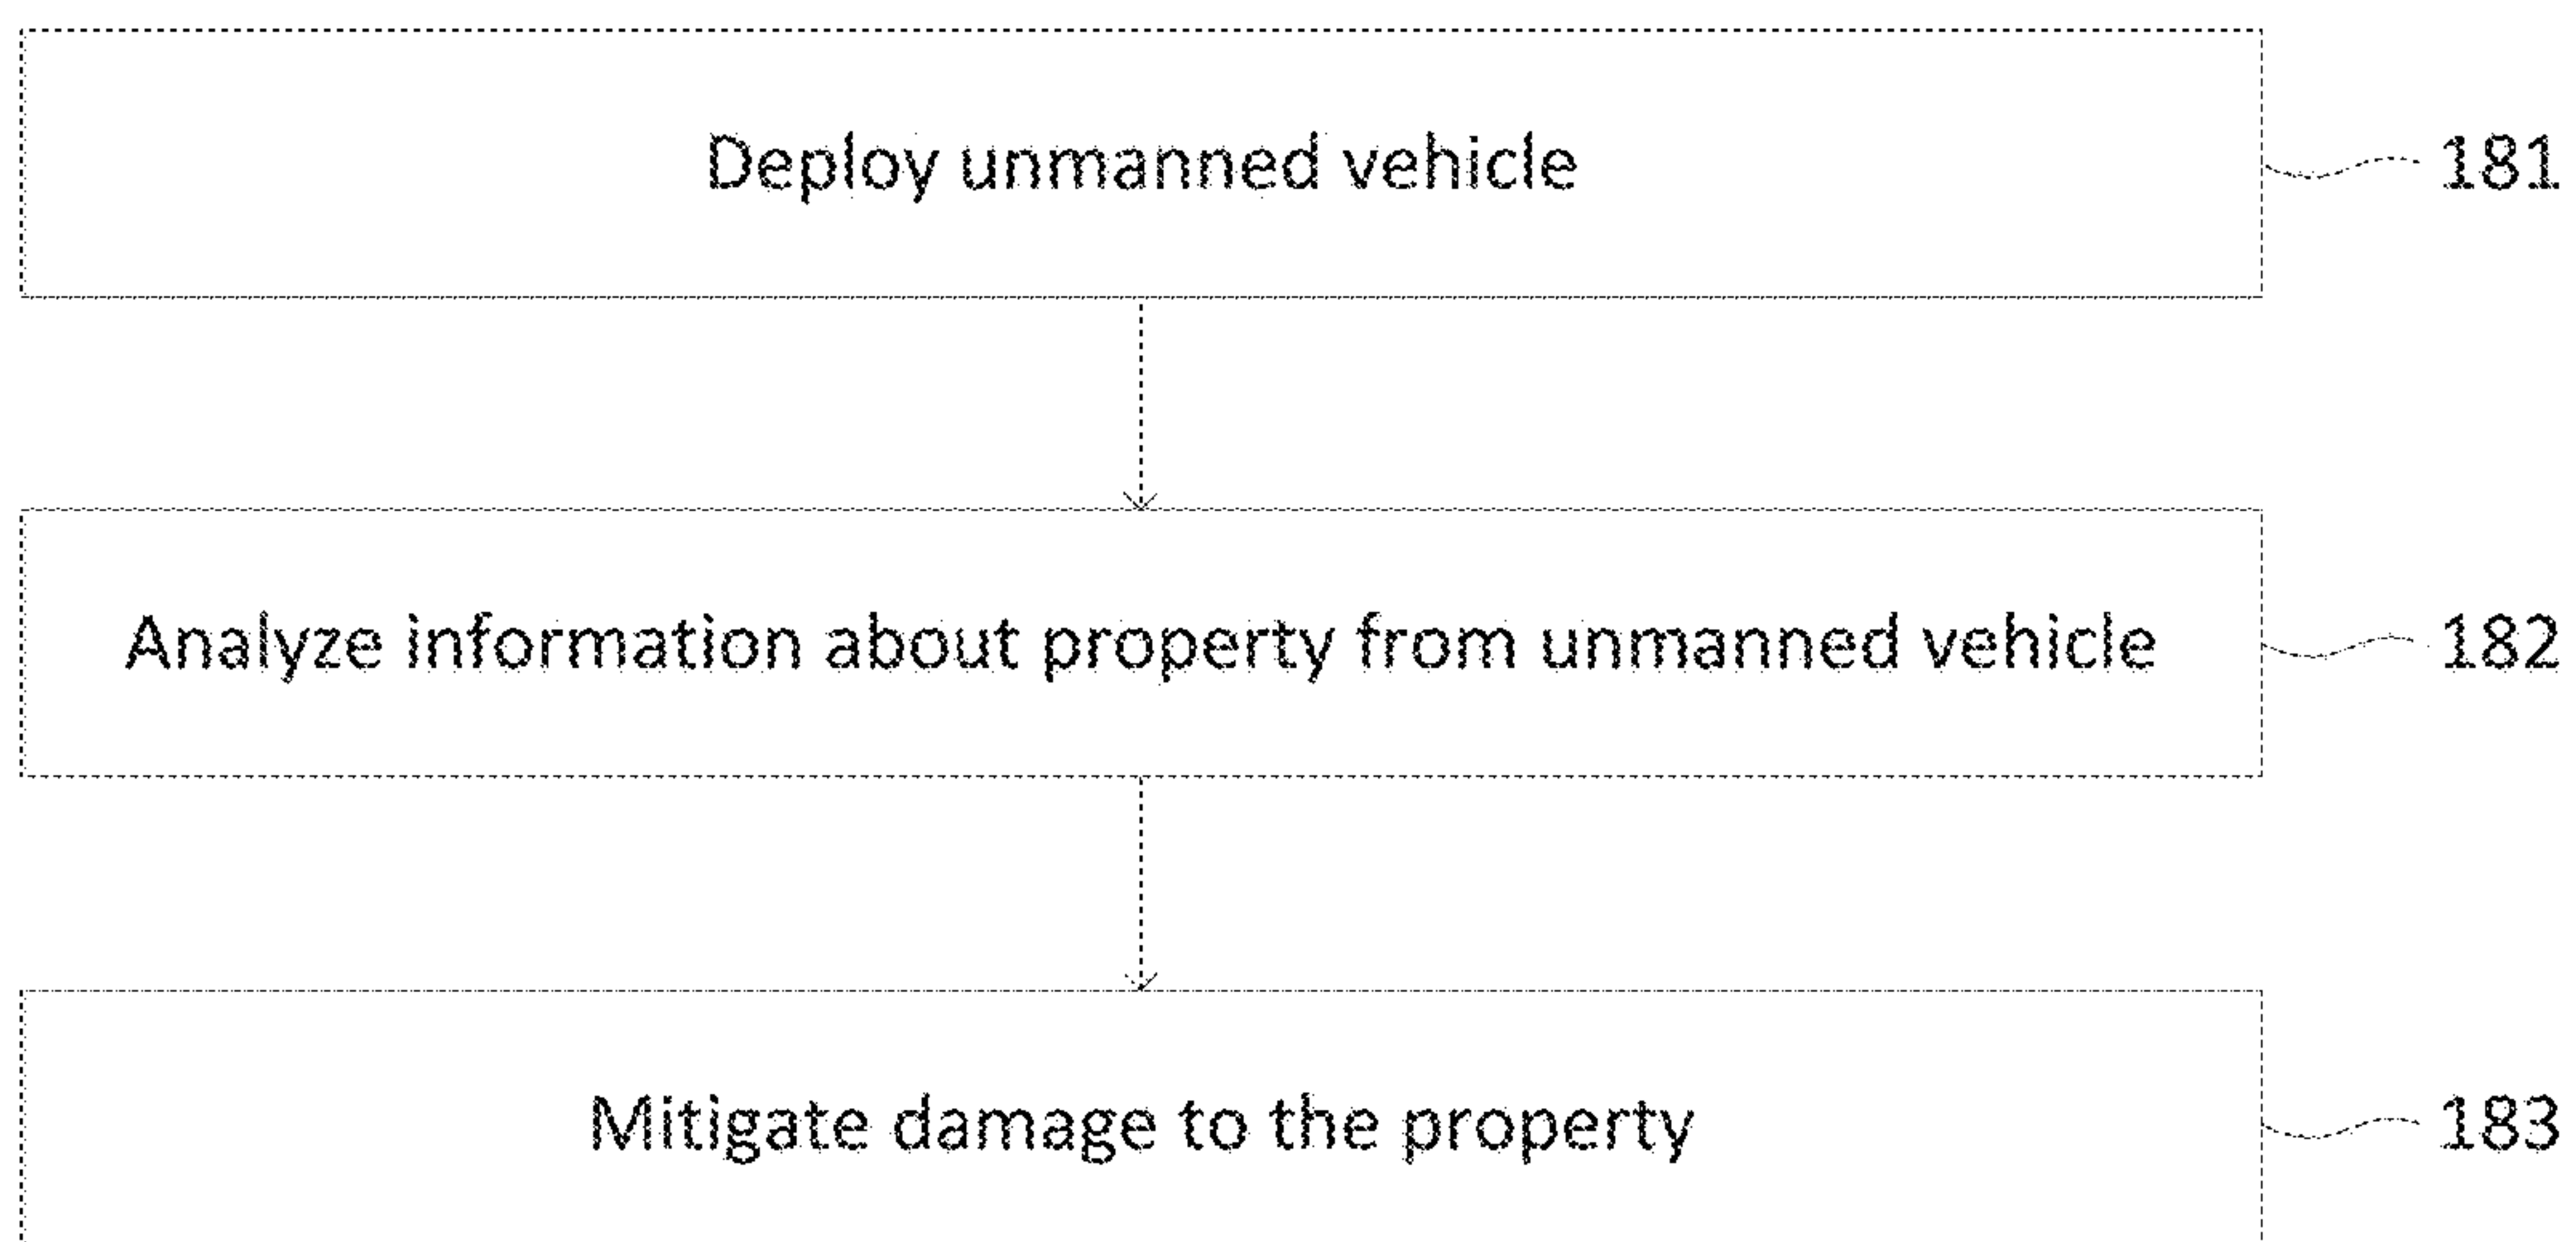 Deploy unmanned vehicle 181
Analyze information about property from unmanned vehicle 182
Mitigate damage to the property 183